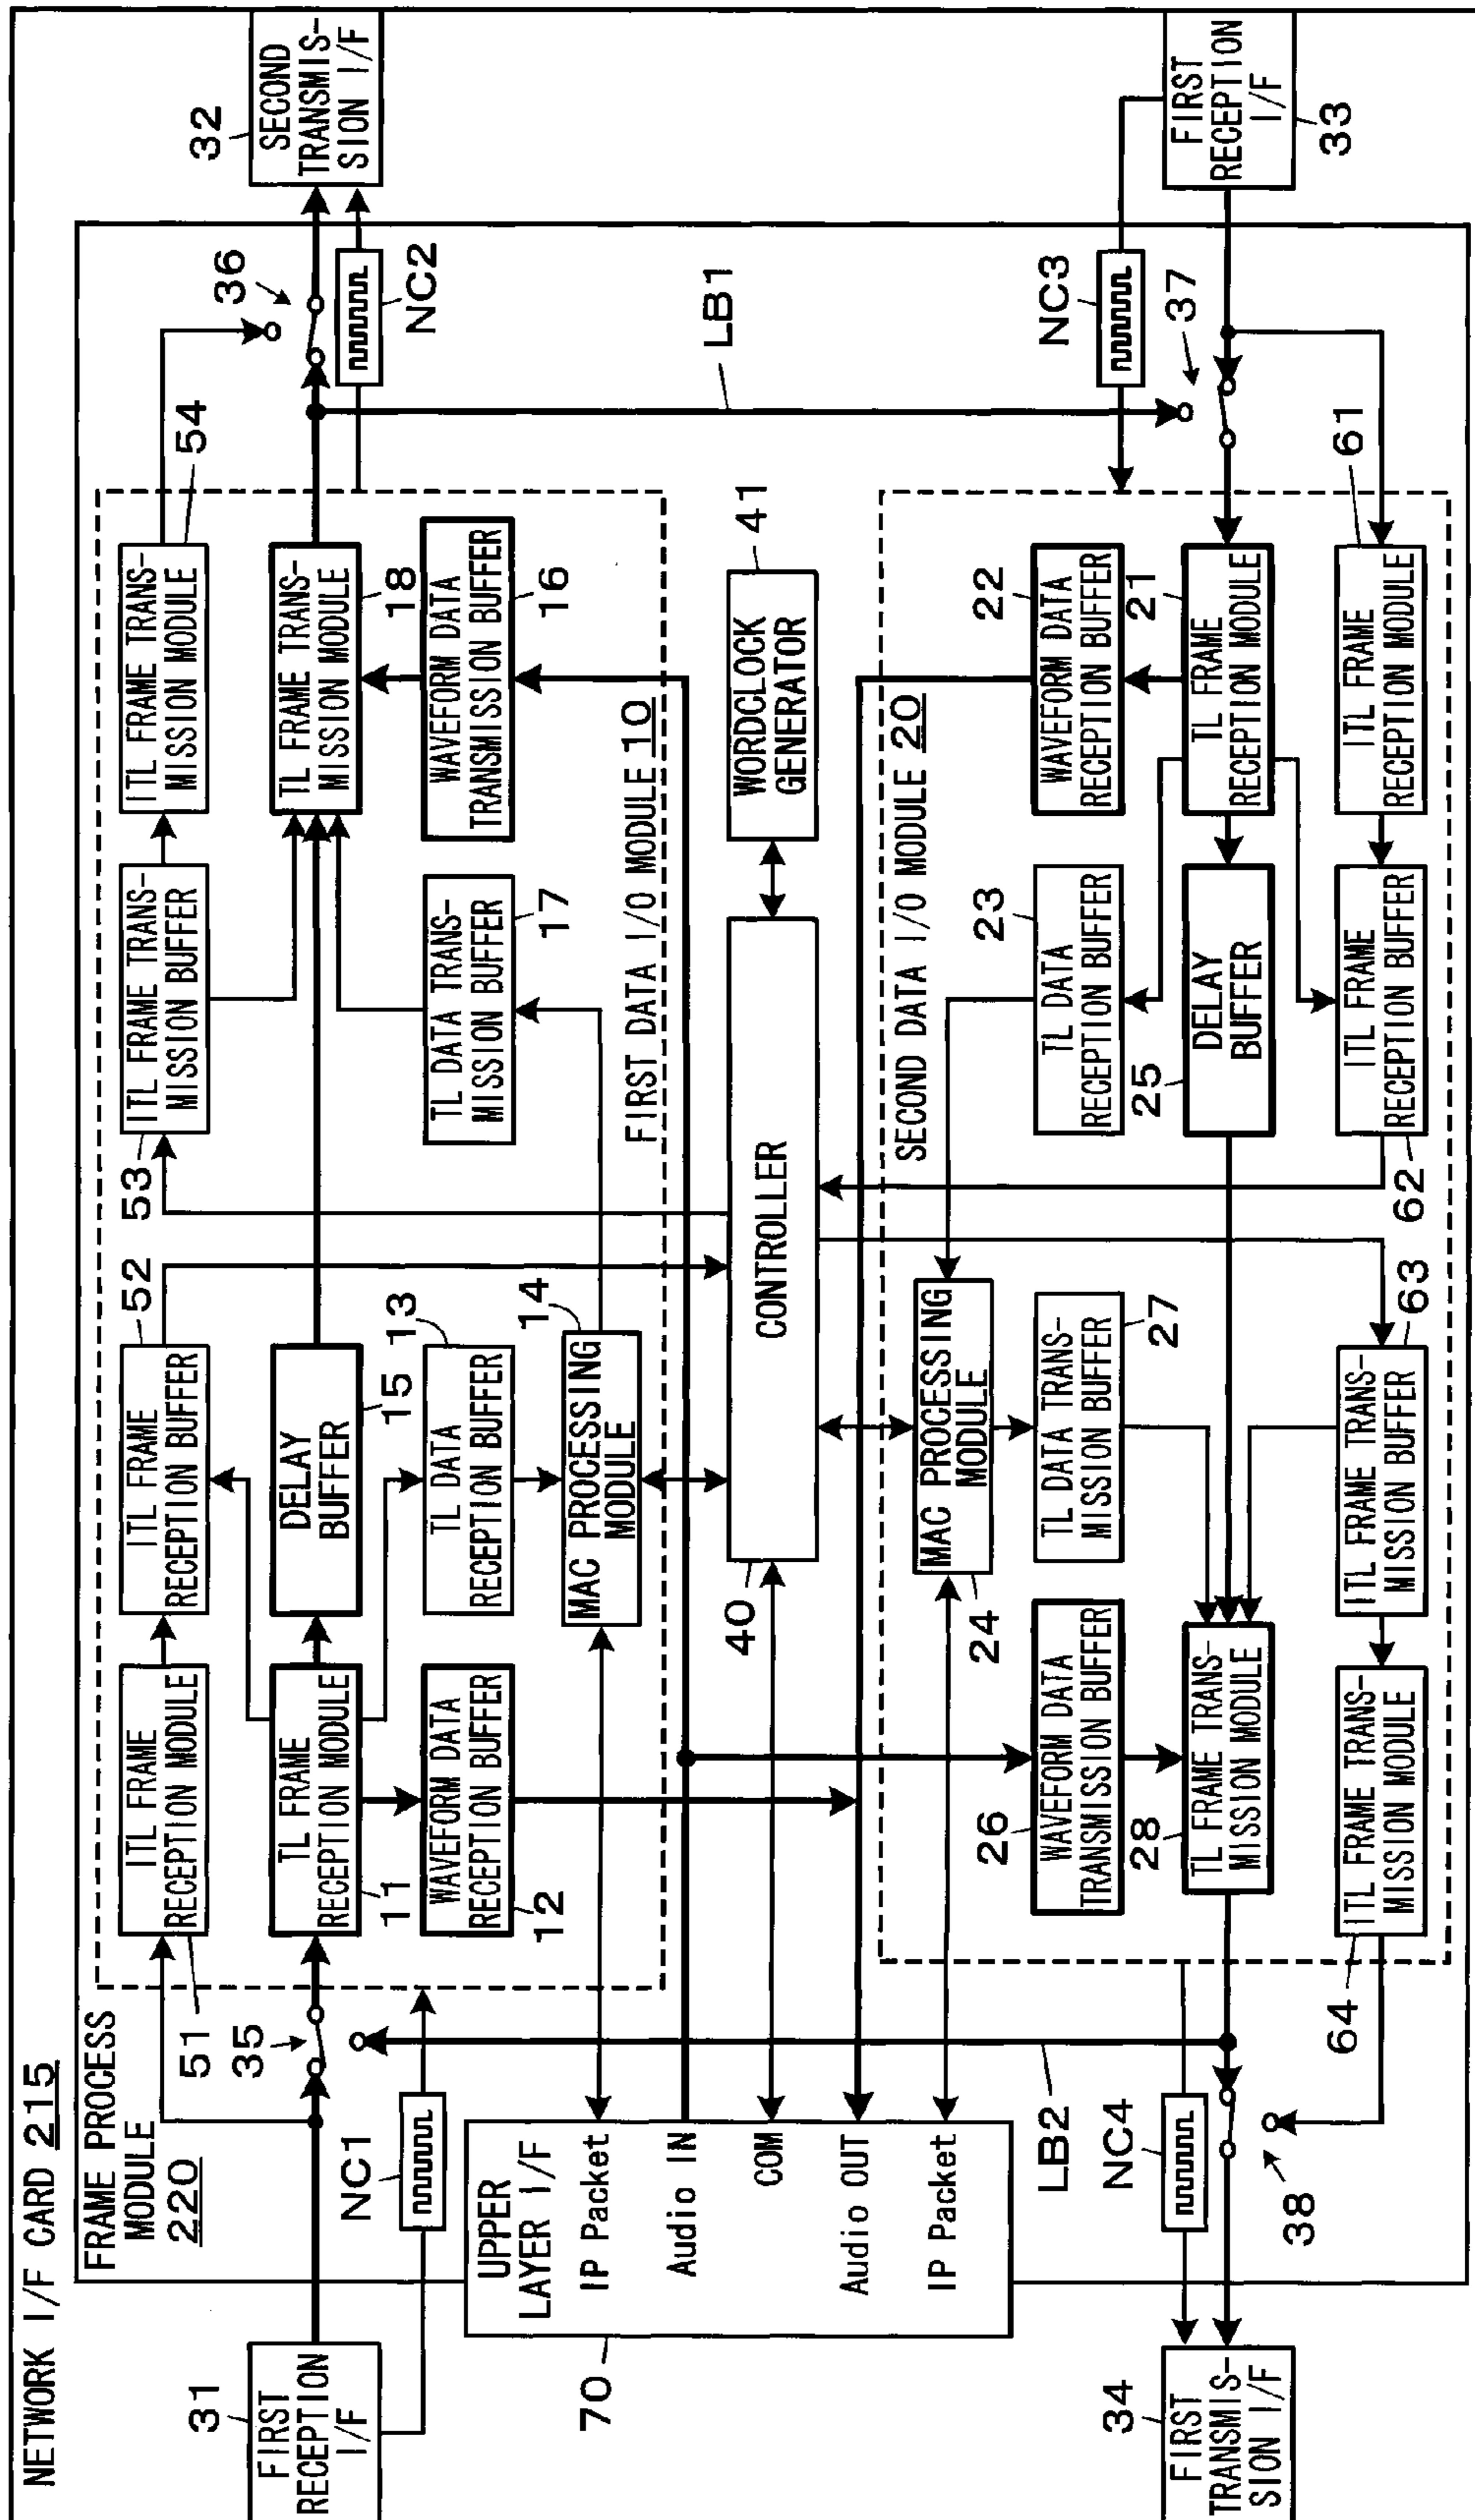 NETWORK I/F CARD 215
FRAME PROCESS
MODULE
220
31
FIRST
RECEPTION
I/F
NC1
35
51
ITL FRAME
RECEPTION MODULE
52
ITL FRAME
RECEPTION BUFFER
53
ITL FRAME TRANS-
MISSION BUFFER
54
ITL FRAME TRANS-
MISSION MODULE
36
32
SECOND
TRANSMIS-
SION I/F
NC2
TL FRAME
RECEPTION MODULE
11
DELAY
BUFFER
15
TL FRAME TRANS-
MISSION MODULE
18
WAVEFORM DATA
RECEPTION BUFFER
12
13
TL DATA
RECEPTION BUFFER
14
MAC PROCESSING
MODULE
TL DATA TRANS-
MISSION BUFFER
17
WAVEFORM DATA
TRANSMISSION BUFFER
16
FIRST DATA I/O MODULE 10
LB1
70
UPPER
LAYER I/F
IP Packet
Audio IN
COM
Audio OUT
IP Packet
40
CONTROLLER
WORDCLOCK
GENERATOR
41
SECOND DATA I/O MODULE 20
LB2
NC4
38
34
FIRST
TRANSMIS-
SION I/F
24
MAC PROCESSING
MODULE
23
TL DATA
RECEPTION BUFFER
22
WAVEFORM DATA
RECEPTION BUFFER
26
WAVEFORM DATA
TRANSMISSION BUFFER
27
TL DATA TRANS-
MISSION BUFFER
28
TL FRAME TRANS-
MISSION MODULE
25
DELAY
BUFFER
21
TL FRAME
RECEPTION MODULE
64
ITL FRAME TRANS-
MISSION MODULE
63
ITL FRAME TRANS-
MISSION BUFFER
62
ITL FRAME
RECEPTION BUFFER
61
ITL FRAME
RECEPTION MODULE
NC3
37
FIRST
RECEPTION
I/F
33